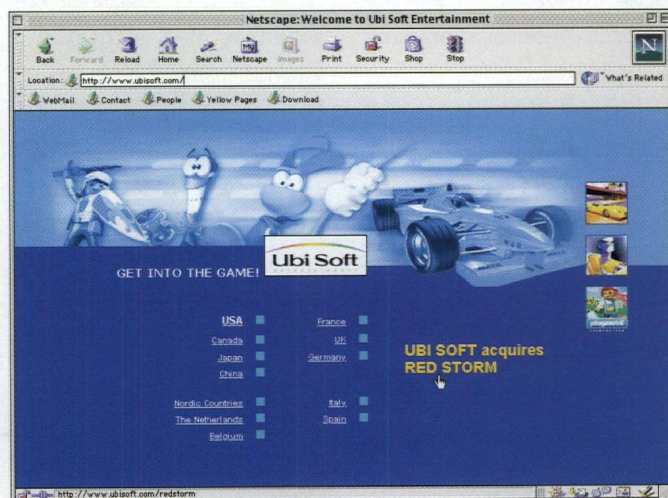 Netscape: Welcome to Ubi Soft Entertainment
N
Back Forward Reload Home Search Netscape Images Print Security Shop Stop
Location: http://www.ubisoft.com/
What's Related
WebMail Contact People Yellow Pages Download
Ubi Soft
ENTERTAINMENT
GET INTO THE GAME!
USA France
Canada UK
Japan Germany
China
Nordic Countries Italy
The Netherlands Spain
Belgium
playmobil
UBI SOFT acquires
RED STORM
http://www.ubisoft.com/redstorm